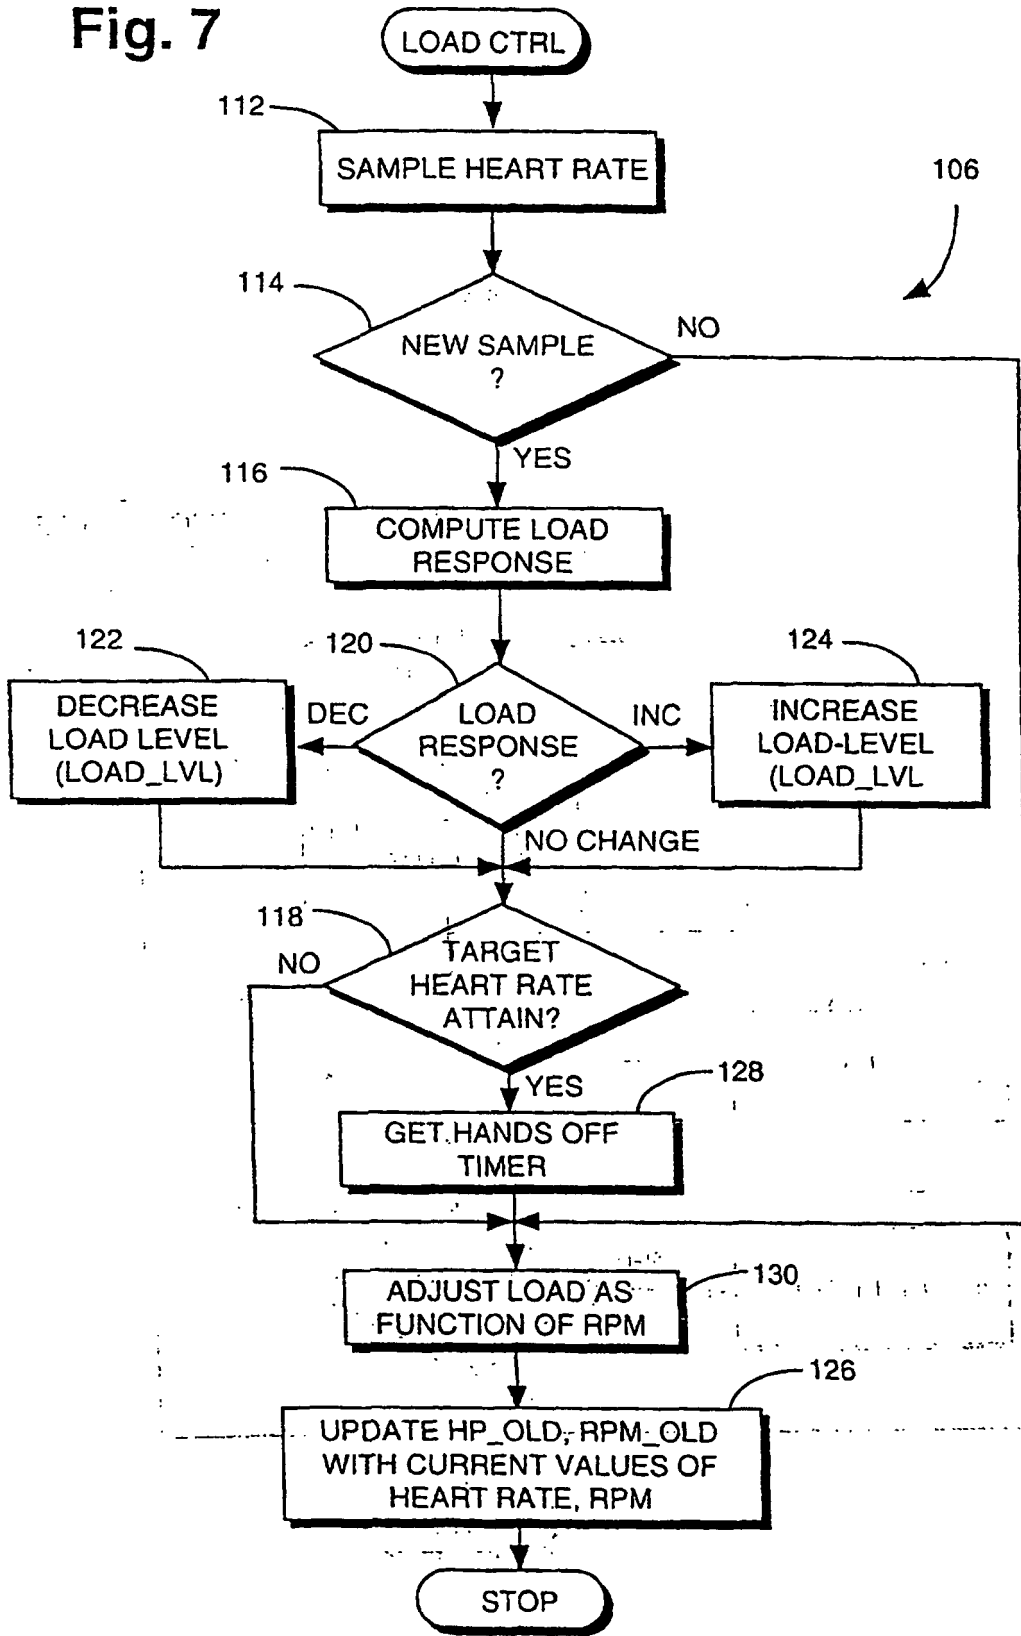 Fig. 7
LOAD CTRL
112
SAMPLE HEART RATE
106
114
NEW SAMPLE
?
NO
YES
116
COMPUTE LOAD
RESPONSE
122
120
124
DECREASE
LOAD LEVEL
(LOAD_LVL)
DEC
LOAD
RESPONSE
?
INC
INCREASE
LOAD-LEVEL
(LOAD_LVL
NO CHANGE
118
NO
TARGET
HEART RATE
ATTAIN?
YES
128
GET HANDS OFF
TIMER
130
ADJUST LOAD AS
FUNCTION OF RPM
126
UPDATE HP_OLD, RPM_OLD
WITH CURRENT VALUES OF
HEART RATE, RPM
STOP